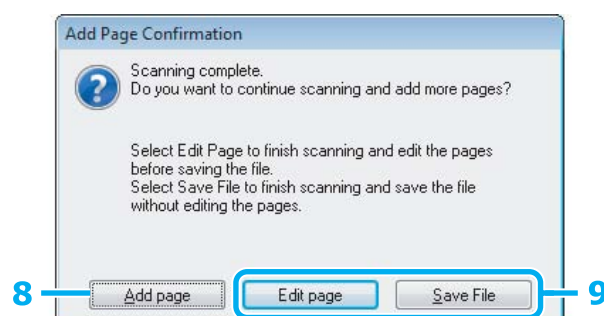 Add Page Confirmation
Scanning complete.
Do you want to continue scanning and add more pages?
Select Edit Page to finish scanning and edit the pages
before saving the file.
Select Save File to finish scanning and save the file
without editing the pages.
8 Add page Edit page Save File 9